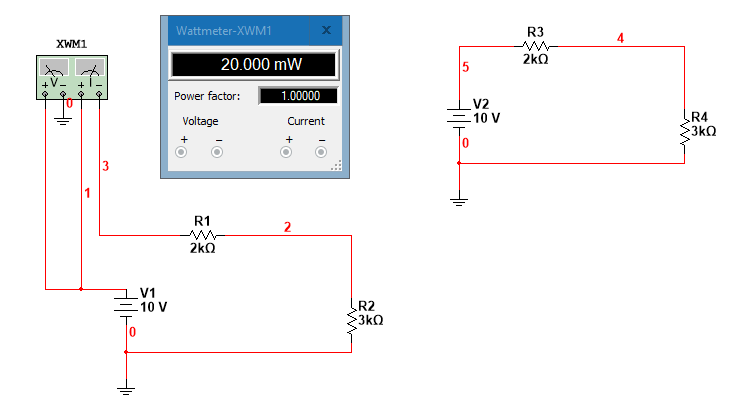 XWM1
V I
+ − + −
0
3
1
Wattmeter-XWM1 x
20.000 mW
Power factor: 1.00000
Voltage Current
+ − + −
R1
2kΩ
2
V1
10 V
0
R2
3kΩ
R3
2kΩ
4
5
V2
10 V
0
R4
3kΩ